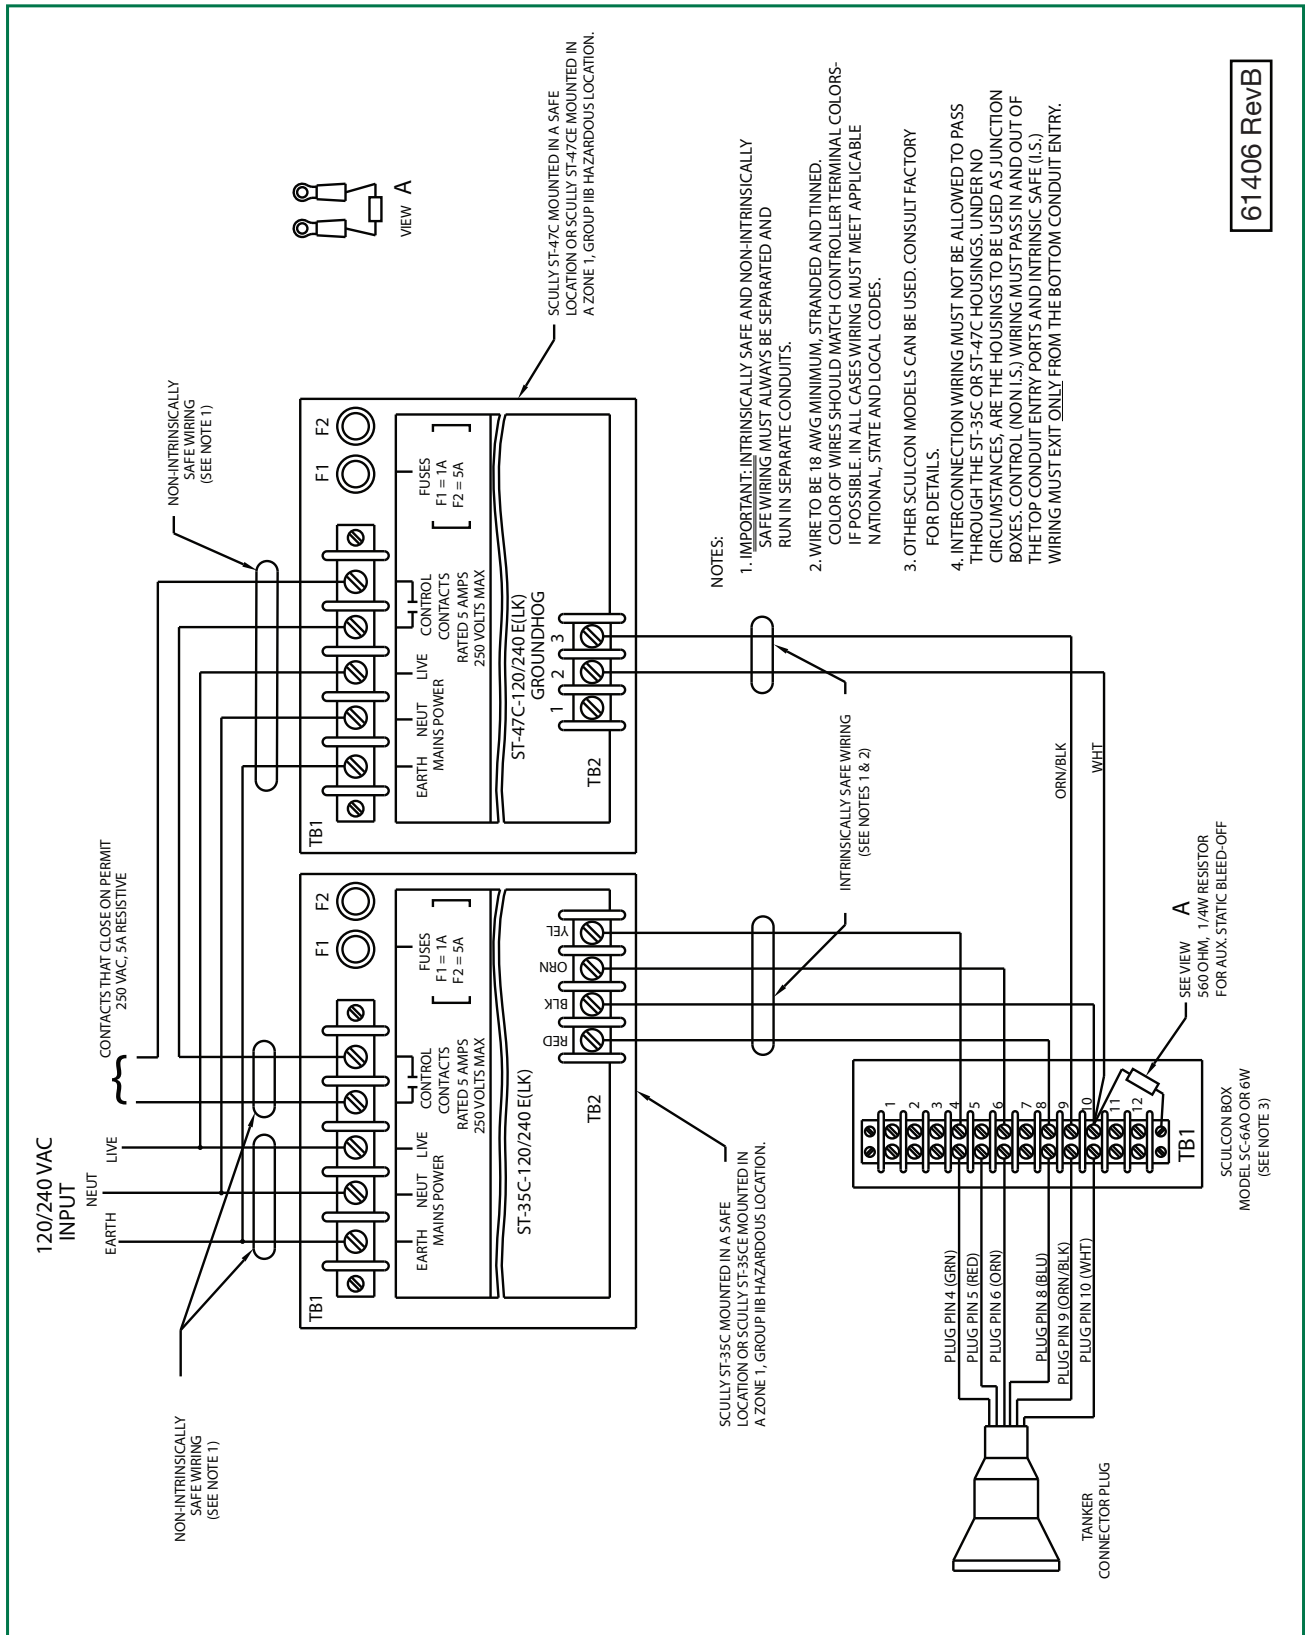 120/240 VAC
INPUT
EARTH
NEUT
LIVE
CONTACTS THAT CLOSE ON PERMIT
250 VAC, 5A RESISTIVE
NON-INTRINSICALLY
SAFE WIRING
(SEE NOTE 1)
NON-INTRINSICALLY
SAFE WIRING
(SEE NOTE 1)
VIEW A
TB1
F1
F2
EARTH
NEUT
LIVE
MAINS POWER
CONTROL
CONTACTS
RATED 5 AMPS
250 VOLTS MAX
FUSES
F1 = 1A
F2 = 5A
ST-35C-120/240 E(LK)
TB2
RED
BLK
ORN
YEL
TB1
F1
F2
EARTH
NEUT
LIVE
MAINS POWER
CONTROL
CONTACTS
RATED 5 AMPS
250 VOLTS MAX
FUSES
F1 = 1A
F2 = 5A
ST-47C-120/240 E(LK)
GROUNDHOG
TB2
1
2
3
SCULLY ST-47C MOUNTED IN A SAFE
LOCATION OR SCULLY ST-47CE MOUNTED IN
A ZONE 1, GROUP IIB HAZARDOUS LOCATION.
SCULLY ST-35C MOUNTED IN A SAFE
LOCATION OR SCULLY ST-35CE MOUNTED IN
A ZONE 1, GROUP IIB HAZARDOUS LOCATION.
INTRINSICALLY SAFE WIRING
(SEE NOTES 1 & 2)
NOTES:
1. IMPORTANT: INTRINSICALLY SAFE AND NON-INTRINSICALLY
SAFE WIRING MUST ALWAYS BE SEPARATED AND
RUN IN SEPARATE CONDUITS.
2. WIRE TO BE 18 AWG MINIMUM, STRANDED AND TINNED.
COLOR OF WIRES SHOULD MATCH CONTROLLER TERMINAL COLORS-
IF POSSIBLE. IN ALL CASES WIRING MUST MEET APPLICABLE
NATIONAL, STATE AND LOCAL CODES.
3. OTHER SCULCON MODELS CAN BE USED. CONSULT FACTORY
FOR DETAILS.
4. INTERCONNECTION WIRING MUST NOT BE ALLOWED TO PASS
THROUGH THE ST-35C OR ST-47C HOUSINGS. UNDER NO
CIRCUMSTANCES, ARE THE HOUSINGS TO BE USED AS JUNCTION
BOXES. CONTROL (NON I.S.) WIRING MUST PASS IN AND OUT OF
THE TOP CONDUIT ENTRY PORTS AND INTRINSIC SAFE (I.S.)
WIRING MUST EXIT ONLY FROM THE BOTTOM CONDUIT ENTRY.
ORN/BLK
WHT
PLUG PIN 4 (GRN)
PLUG PIN 5 (RED)
PLUG PIN 6 (ORN)
PLUG PIN 8 (BLU)
PLUG PIN 9 (ORN/BLK)
PLUG PIN 10 (WHT)
1
2
3
4
5
6
7
8
9
10
11
12
TB1
SEE VIEW A
560 OHM, 1/4W RESISTOR
FOR AUX. STATIC BLEED-OFF
TANKER
CONNECTOR PLUG
SCULCON BOX
MODEL SC-6AO OR 6W
(SEE NOTE 3)
61406 RevB